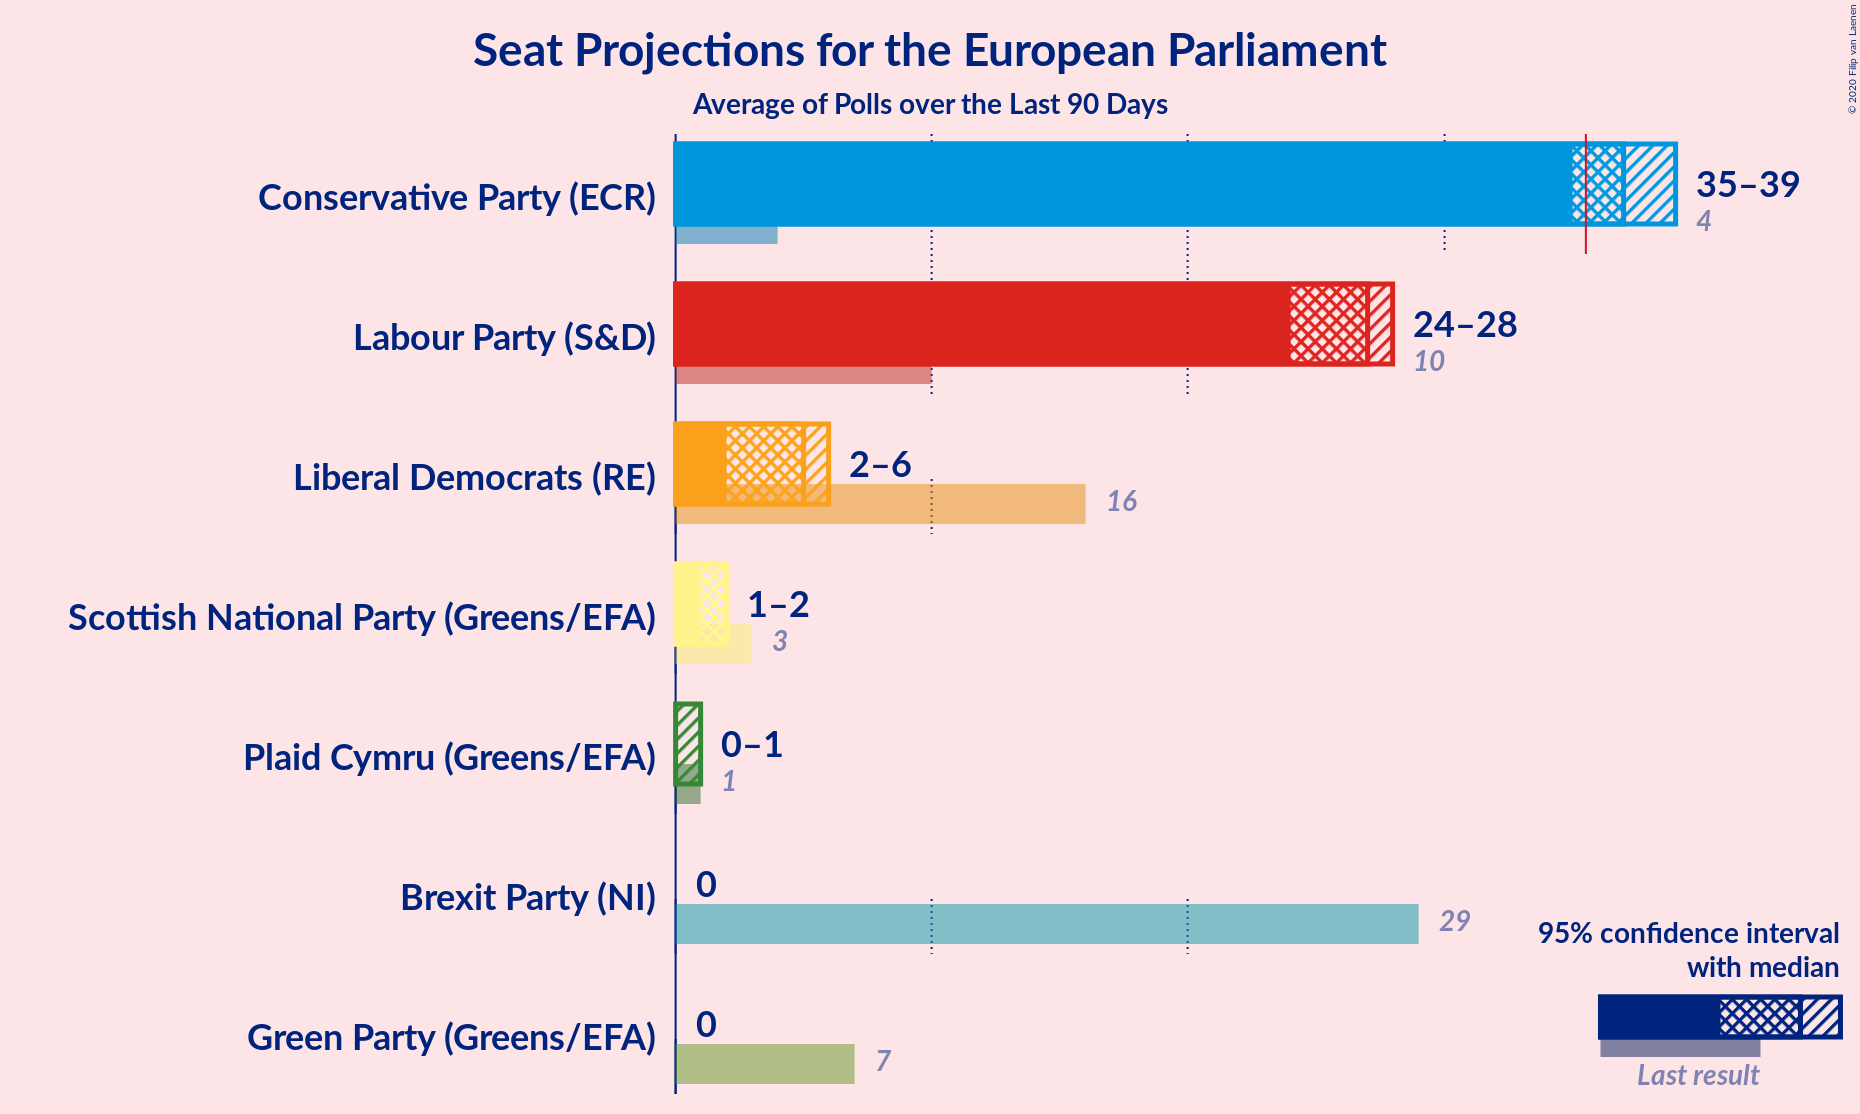 Seat Projections for the European Parliament
Average of Polls over the Last 90 Days
© 2020 Filip van Laenen
Conservative Party (ECR)
35–39
4
Labour Party (S&D)
24–28
10
Liberal Democrats (RE)
2–6
16
Scottish National Party (Greens/EFA)
1–2
3
Plaid Cymru (Greens/EFA)
0–1
1
Brexit Party (NI)
0
29
Green Party (Greens/EFA)
0
7
95% confidence interval
with median
Last result